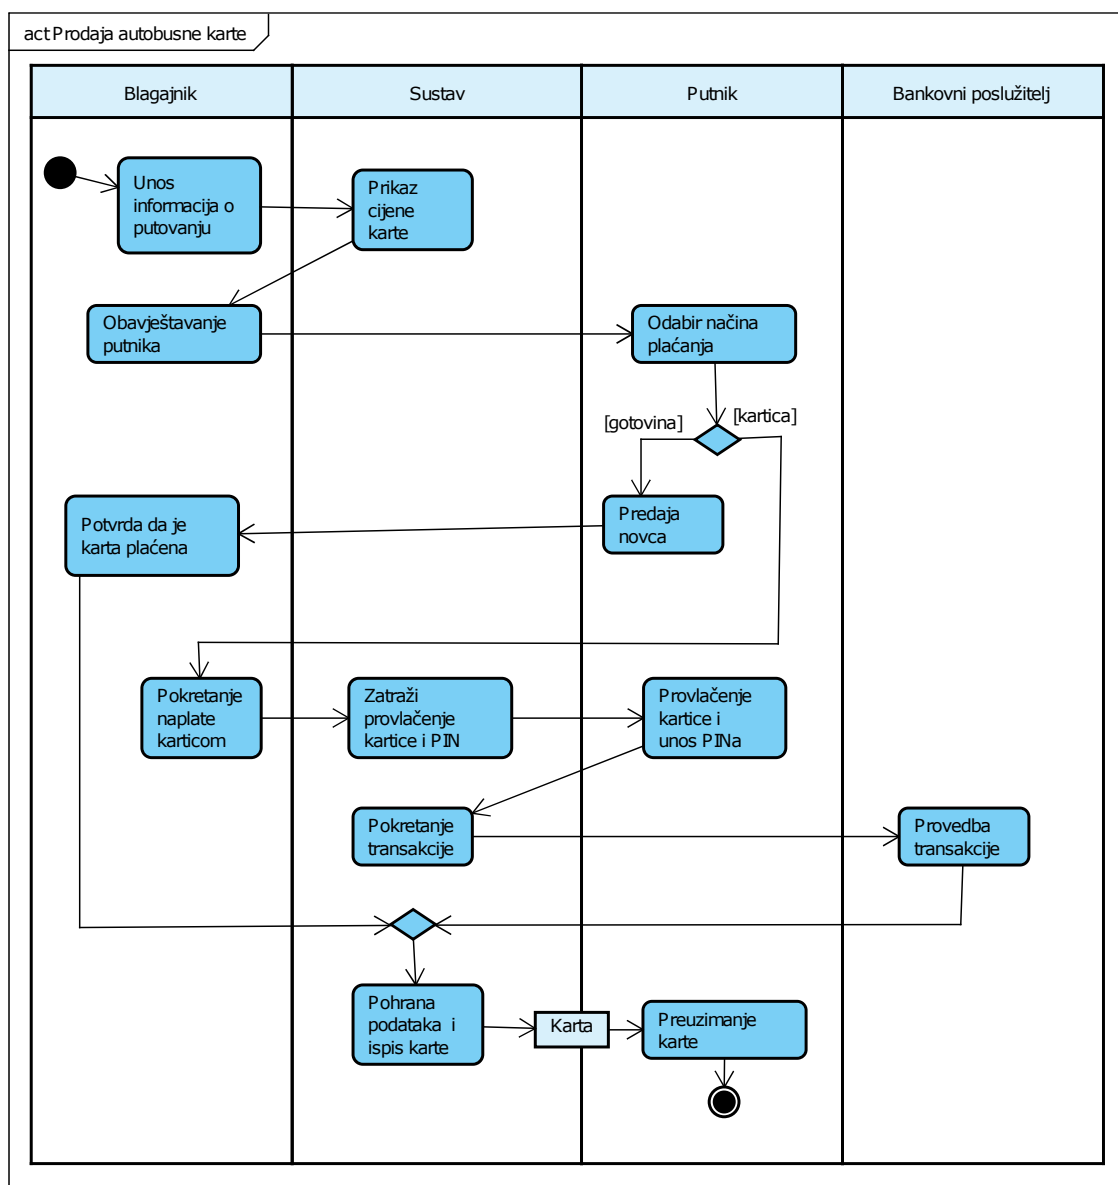 act Prodaja autobusne karte
Blagajnik
Sustav
Putnik
Bankovni poslužitelj
Unos
informacija o
putovanju
Prikaz
cijene
karte
Obavještavanje
putnika
Odabir načina
plaćanja
[gotovina]
[kartica]
Potvrda da je
karta plaćena
Predaja
novca
Pokretanje
naplate
karticom
Zatraži
provlačenje
kartice i PIN
Provlačenje
kartice i
unos PINa
Pokretanje
transakcije
Provedba
transakcije
Pohrana
podataka i
ispis karte
Karta
Preuzimanje
karte